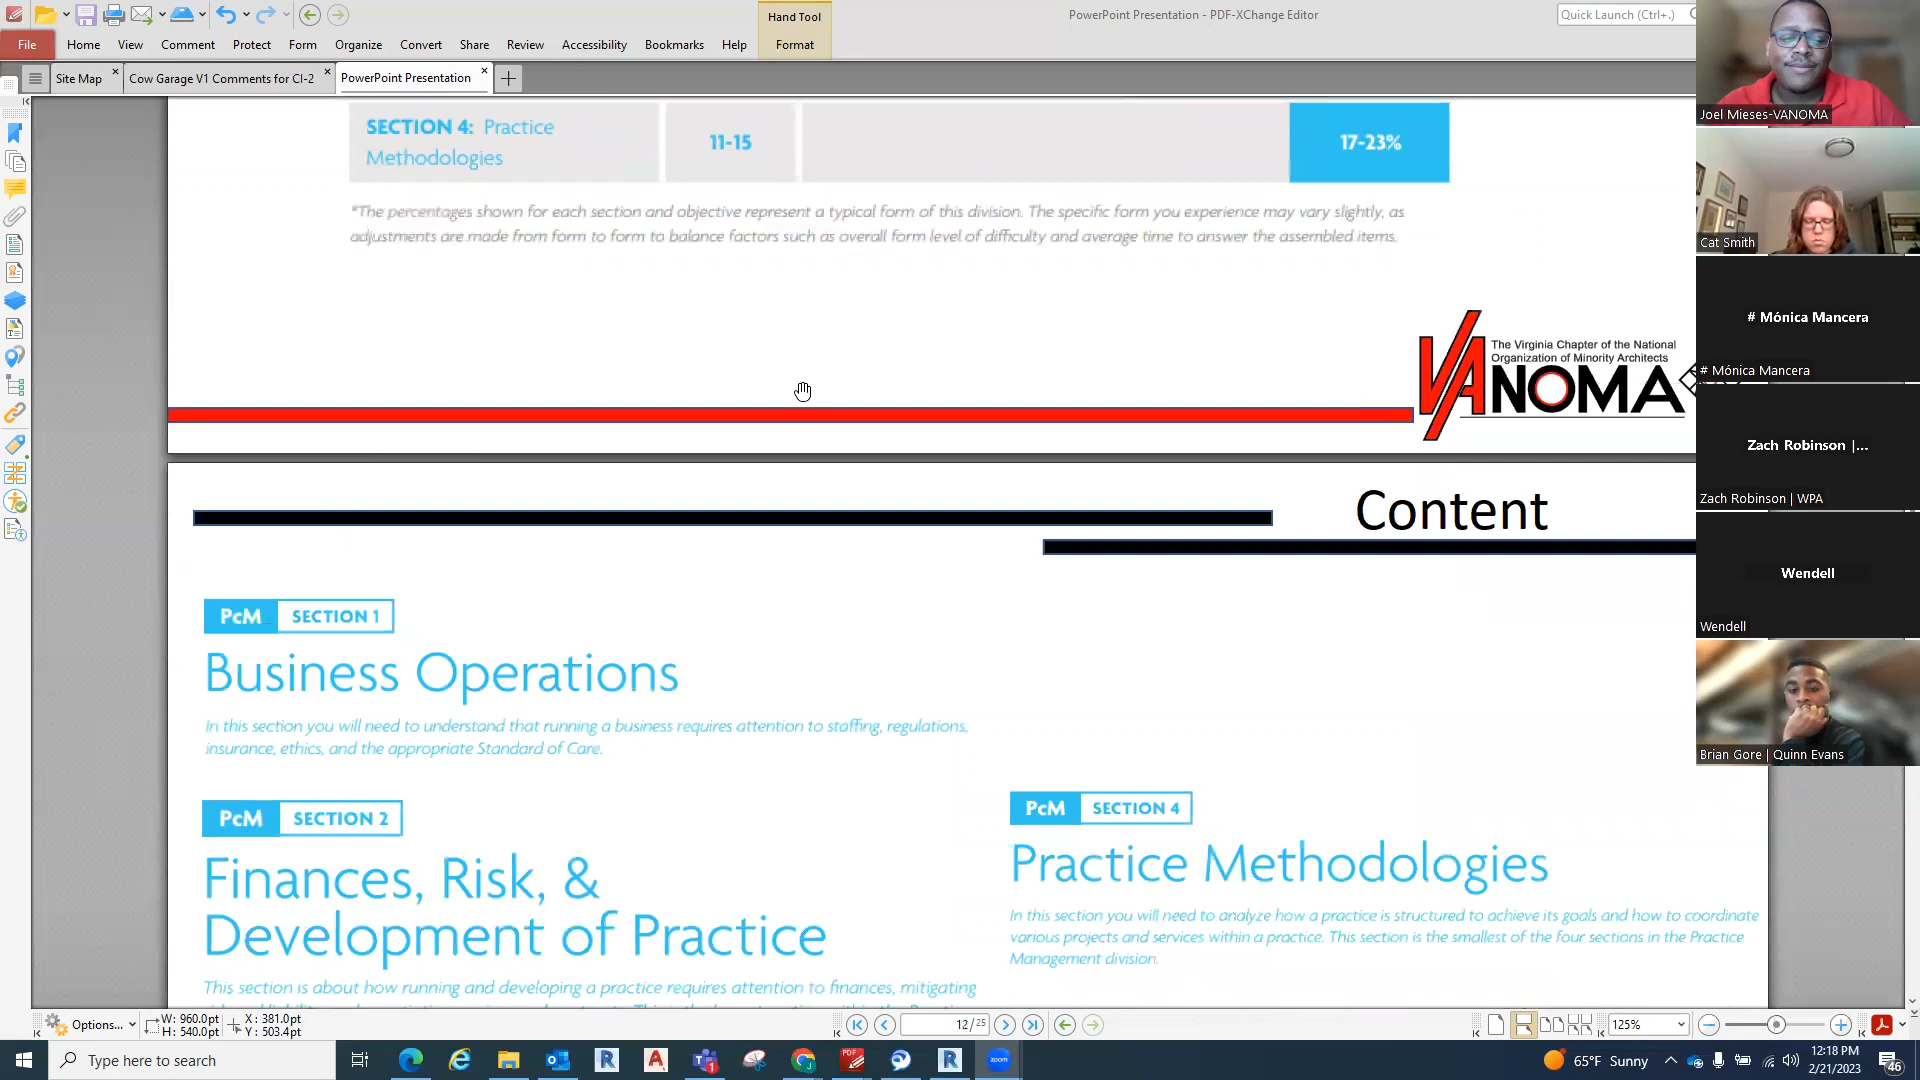 Hand Tool
PowerPoint Presentation - PDF-XChange Editor
Quick Launch (Ctrl+.)
File
Home
View
Comment
Protect
Form
Organize
Convert
Share
Review
Accessibility
Bookmarks
Help
Format
Site Map
Cow Garage V1 Comments for CI-2
PowerPoint Presentation
SECTION 4: Practice
Methodologies
11-15
17-23%
*The percentages shown for each section and objective represent a typical form of this division. The specific form you experience may vary slightly, as
adjustments are made from form to form to balance factors such as overall form level of difficulty and average time to answer the assembled items.
The Virginia Chapter of the National
Organization of Minority Architects
VANOMA
Content
PcM SECTION 1
Business Operations
In this section you will need to understand that running a business requires attention to staffing, regulations,
insurance, ethics, and the appropriate Standard of Care.
PcM SECTION 2
Finances, Risk, &
Development of Practice
This section is about how running and developing a practice requires attention to finances, mitigating
PcM SECTION 4
Practice Methodologies
In this section you will need to analyze how a practice is structured to achieve its goals and how to coordinate
various projects and services within a practice. This section is the smallest of the four sections in the Practice
Management division.
Joel Mieses-VANOMA
Cat Smith
# Mónica Mancera
# Mónica Mancera
Zach Robinson |...
Zach Robinson | WPA
Wendell
Wendell
Brian Gore | Quinn Evans
Options...
W: 960.0pt
H: 540.0pt
X: 381.0pt
Y: 503.4pt
12/25
125%
Type here to search
65°F Sunny
12:18 PM
2/21/2023
46